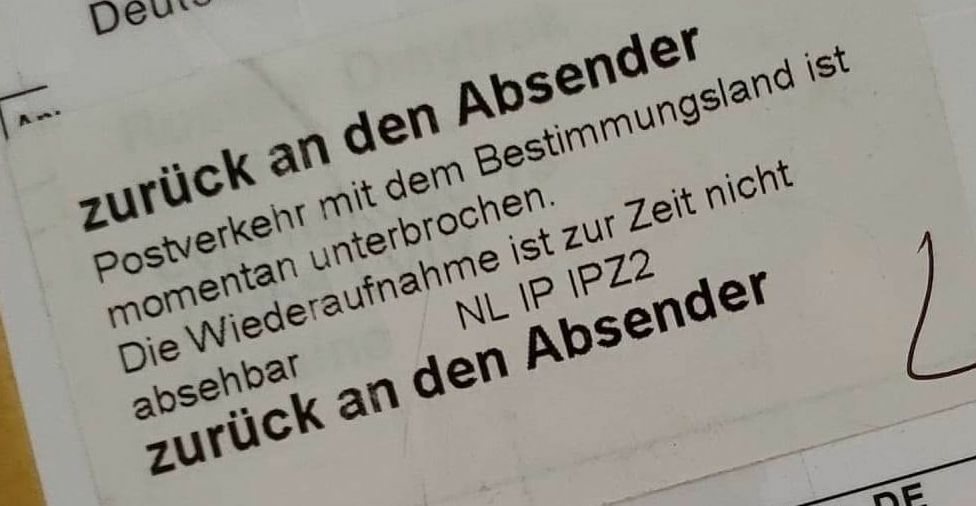 zurück an den Absender
Postverkehr mit dem Bestimmungsland ist
momentan unterbrochen.
Die Wiederaufnahme ist zur Zeit nicht
absehbar NL IP IPZ2
zurück an den Absender
DE